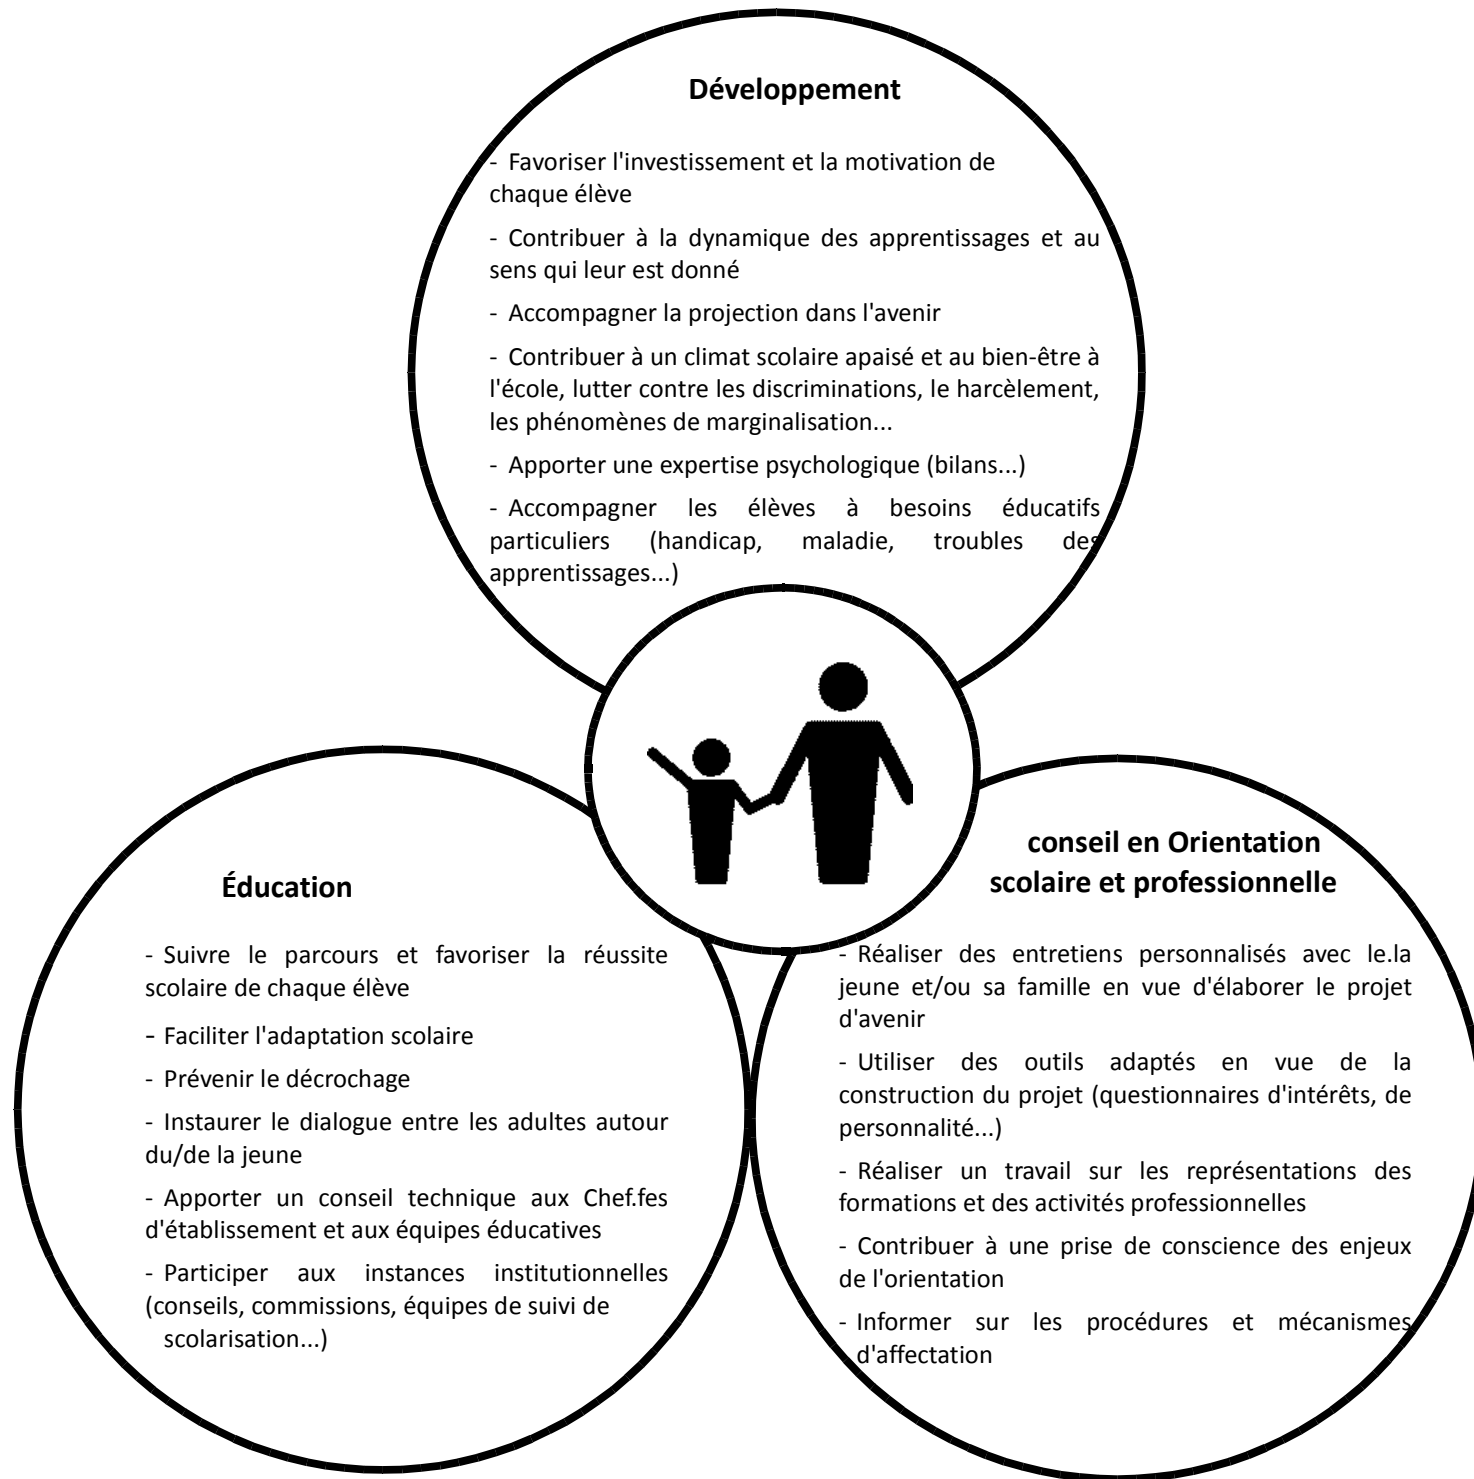 Développement
- Favoriser l'investissement et la motivation de
chaque élève
- Contribuer à la dynamique des apprentissages et au
sens qui leur est donné
- Accompagner la projection dans l'avenir
- Contribuer à un climat scolaire apaisé et au bien-être à
l'école, lutter contre les discriminations, le harcèlement,
les phénomènes de marginalisation...
- Apporter une expertise psychologique (bilans...)
- Accompagner les élèves à besoins éducatifs
particuliers (handicap, maladie, troubles des
apprentissages...)
Éducation
- Suivre le parcours et favoriser la réussite
scolaire de chaque élève
- Faciliter l'adaptation scolaire
- Prévenir le décrochage
- Instaurer le dialogue entre les adultes autour
du/de la jeune
- Apporter un conseil technique aux Chef.fes
d'établissement et aux équipes éducatives
- Participer aux instances institutionnelles
(conseils, commissions, équipes de suivi de
scolarisation...)
conseil en Orientation
scolaire et professionnelle
- Réaliser des entretiens personnalisés avec le.la
jeune et/ou sa famille en vue d'élaborer le projet
d'avenir
- Utiliser des outils adaptés en vue de la
construction du projet (questionnaires d'intérêts, de
personnalité...)
- Réaliser un travail sur les représentations des
formations et des activités professionnelles
- Contribuer à une prise de conscience des enjeux
de l'orientation
- Informer sur les procédures et mécanismes
d'affectation